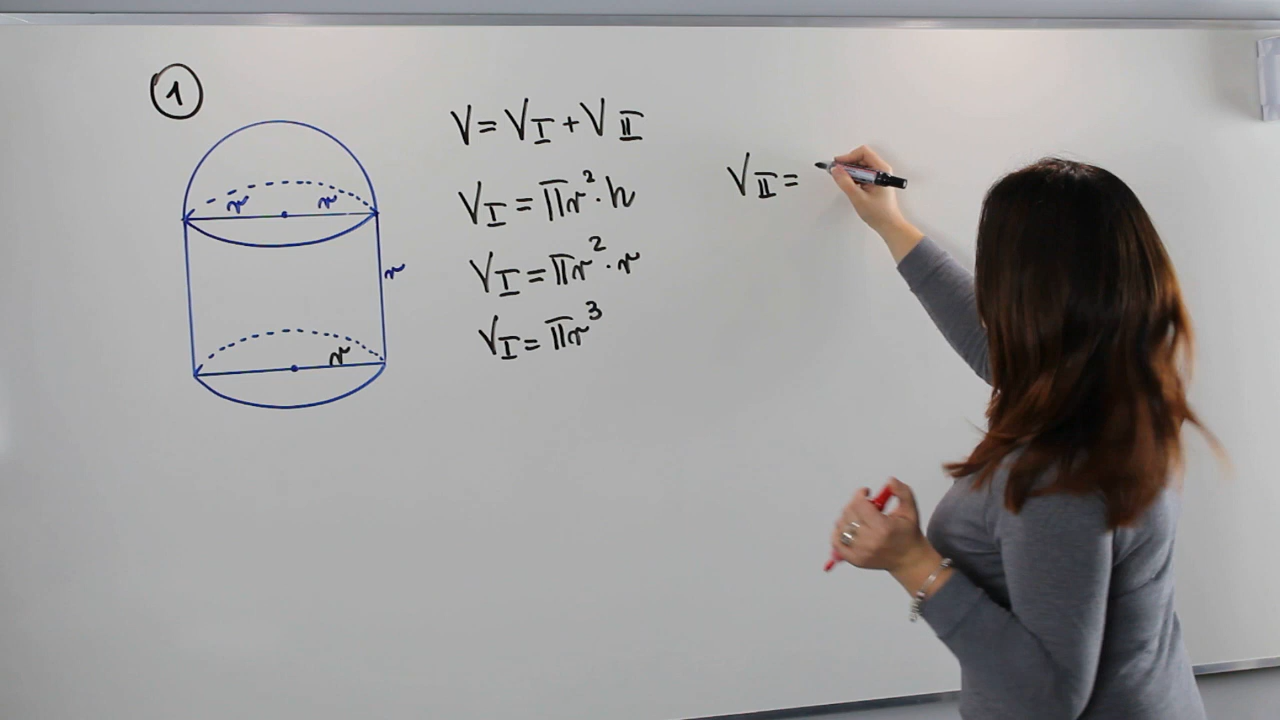 1
r r
r
r
V = V_I + V_II
V_I = πr² · h
V_I = πr² · r
V_I = πr³
V_II =